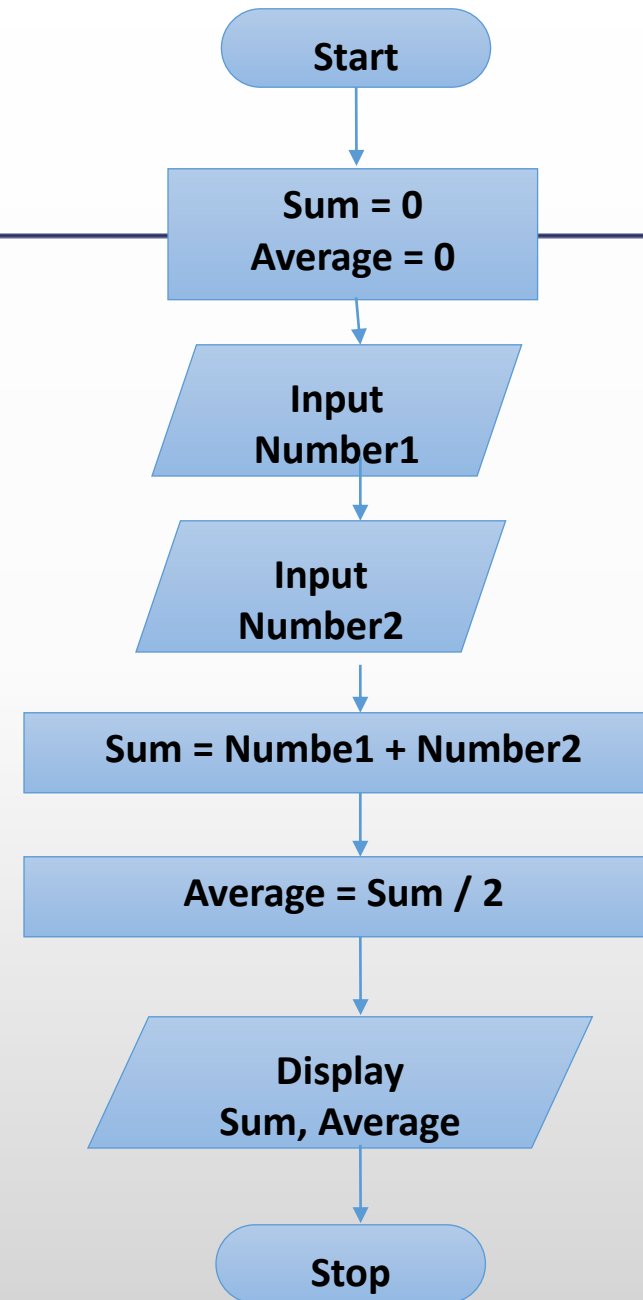 Start
Sum = 0
Average = 0
Input
Number1
Input
Number2
Sum = Numbe1 + Number2
Average = Sum / 2
Display
Sum, Average
Stop